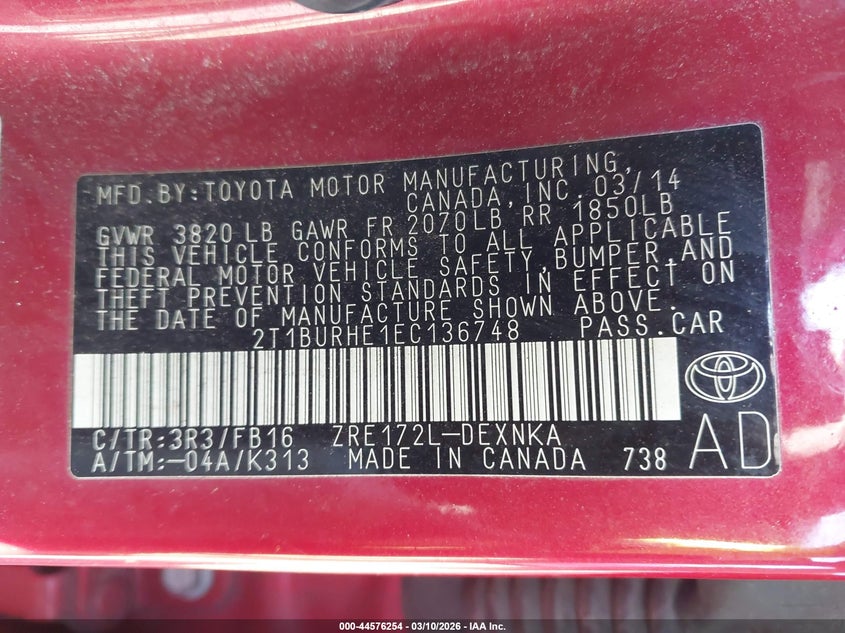 MFD.BY:TOYOTA MOTOR MANUFACTURING,
CANADA, INC. 03/14
GVWR 3820 LB GAWR FR 2070LB, RR 1850LB
THIS VEHICLE CONFORMS TO ALL APPLICABLE
FEDERAL MOTOR VEHICLE SAFETY, BUMPER, AND
THEFT PREVENTION STANDARDS IN EFFECT ON
THE DATE OF MANUFACTURE SHOWN ABOVE.
2T1BURHE1EC136748 PASS.CAR
C/TR:3R3/FB16 ZRE172L-DEXNKA
A/TM:-04A/K313 MADE IN CANADA 738
AD
000-44576254 - 03/10/2026 - IAA Inc.